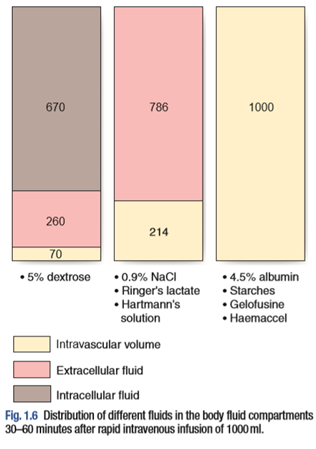 670
786
1000
260
214
70
• 5% dextrose
• 0.9% NaCl
• Ringer's lactate
• Hartmann's
solution
• 4.5% albumin
• Starches
• Gelofusine
• Haemaccel
Intravascular volume
Extracellular fluid
Intracellular fluid
Fig. 1.6 Distribution of different fluids in the body fluid compartments
30–60 minutes after rapid intravenous infusion of 1000 ml.